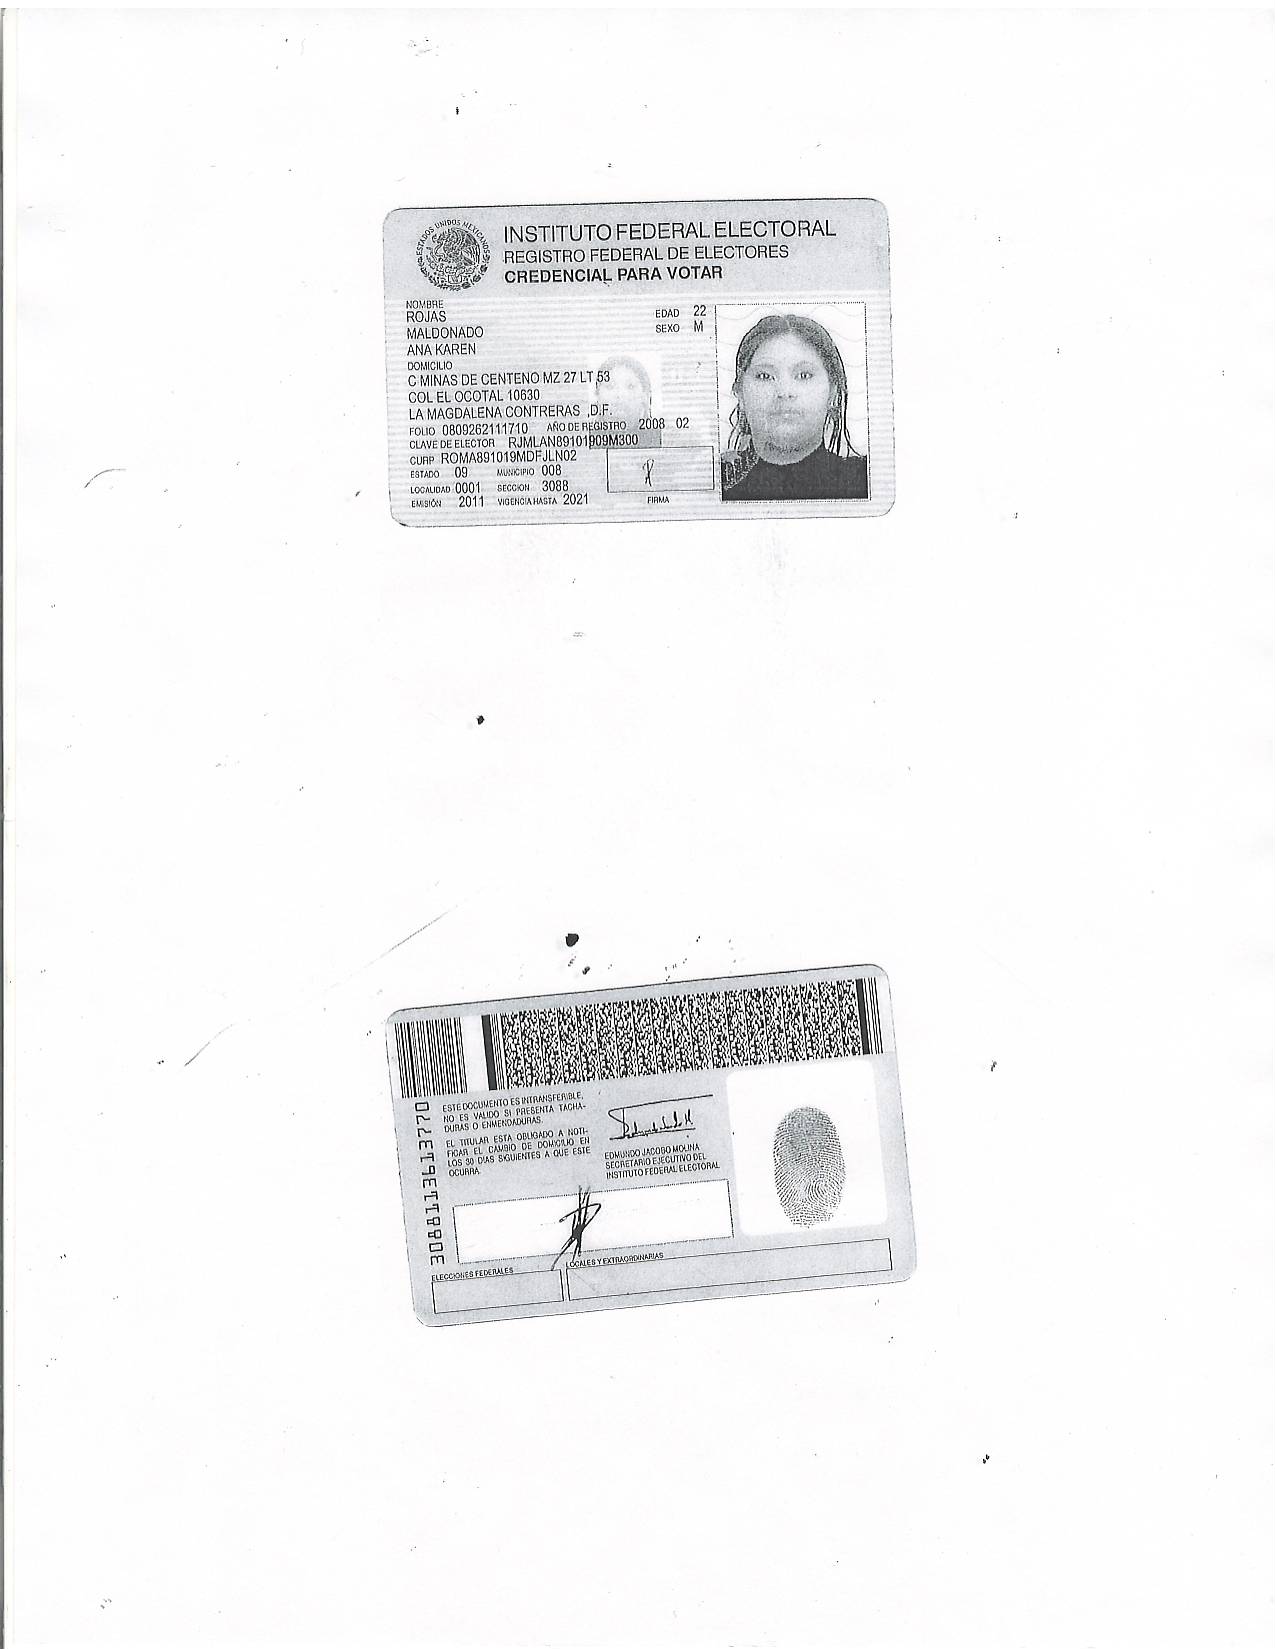 ESTADOS UNIDOS MEXICANOS
INSTITUTO FEDERAL ELECTORAL
REGISTRO FEDERAL DE ELECTORES
CREDENCIAL PARA VOTAR
NOMBRE
ROJAS
MALDONADO
ANA KAREN
EDAD 22
SEXO M
DOMICILIO
C MINAS DE CENTENO MZ 27 LT 53
COL EL OCOTAL 10630
LA MAGDALENA CONTRERAS ,D.F.
FOLIO 0809262111710 AÑO DE REGISTRO 2008 02
CLAVE DE ELECTOR RJMLAN89101909M300
CURP ROMA891019MDFJLN02
ESTADO 09 MUNICIPIO 008
LOCALIDAD 0001 SECCION 3088
EMISIÓN 2011 VIGENCIA HASTA 2021
FIRMA
ESTE DOCUMENTO ES INTRANSFERIBLE,
NO ES VALIDO SI PRESENTA TACHA-
DURAS O ENMENDADURAS.
EL TITULAR ESTA OBLIGADO A NOTI-
FICAR EL CAMBIO DE DOMICILIO EN
LOS 30 DIAS SIGUIENTES A QUE ESTE
OCURRA.
EDMUNDO JACOBO MOLINA
SECRETARIO EJECUTIVO DEL
INSTITUTO FEDERAL ELECTORAL
3088113613770
ELECCIONES FEDERALES
LOCALES Y EXTRAORDINARIAS